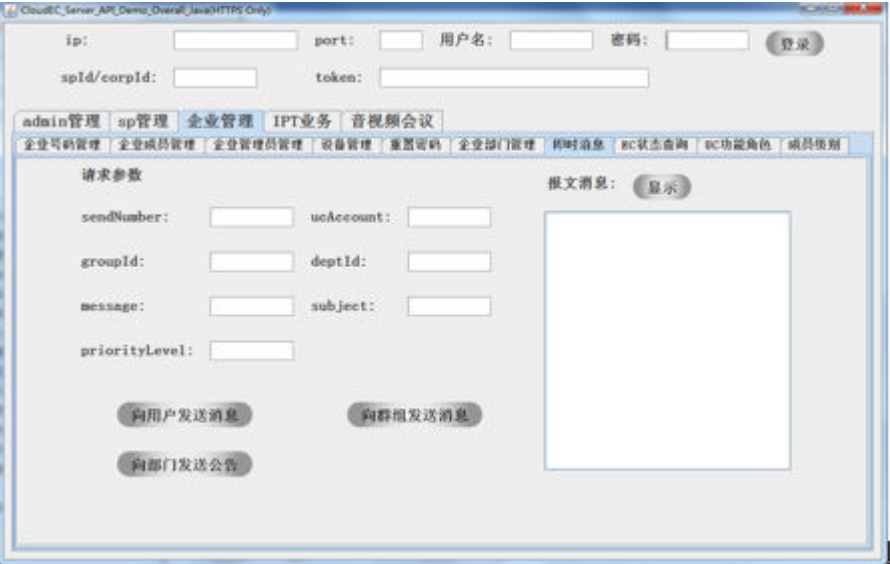 CloudEC_Server_API_Demo_Overall_Java(HTTPS Only)
ip: port: 用户名: 密码: 登录
spId/corpId: token:
admin管理 sp管理 企业管理 IPT业务 音视频会议
企业号码管理 企业成员管理 企业管理员管理 设备管理 重置密码 企业部门管理 即时消息 EC状态查询 UC功能角色 成员级别
请求参数 报文消息: 显示
sendNumber: ucAccount:
groupId: deptId:
message: subject:
priorityLevel:
向用户发送消息 向群组发送消息
向部门发送公告